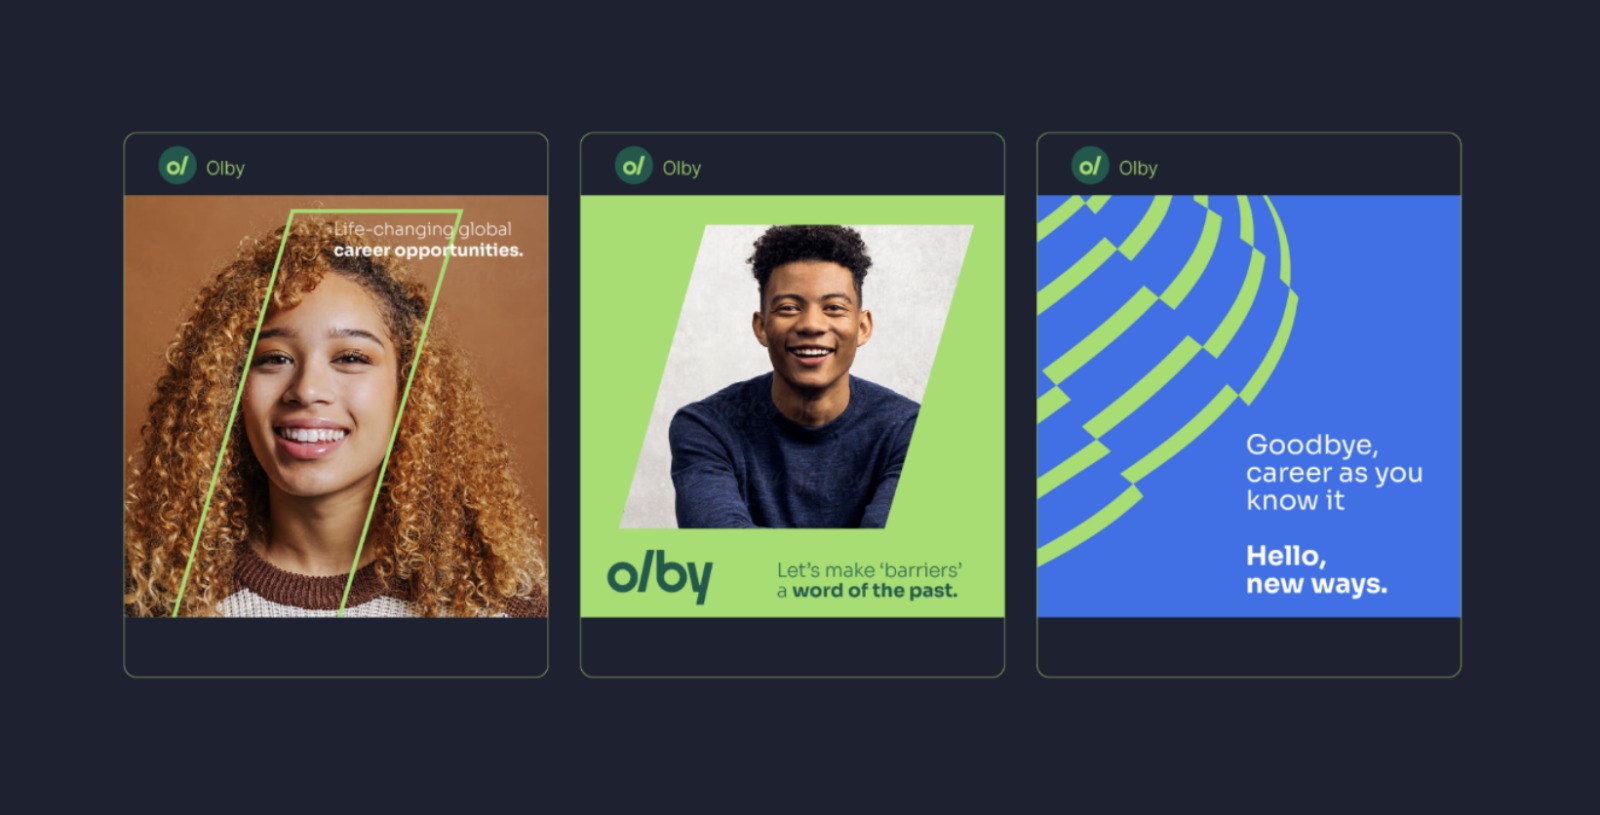 o/ Olby
Life-changing global
career opportunities.
o/ Olby
olby
Let's make ‘barriers’
a word of the past.
o/ Olby
Goodbye,
career as you
know it
Hello,
new ways.